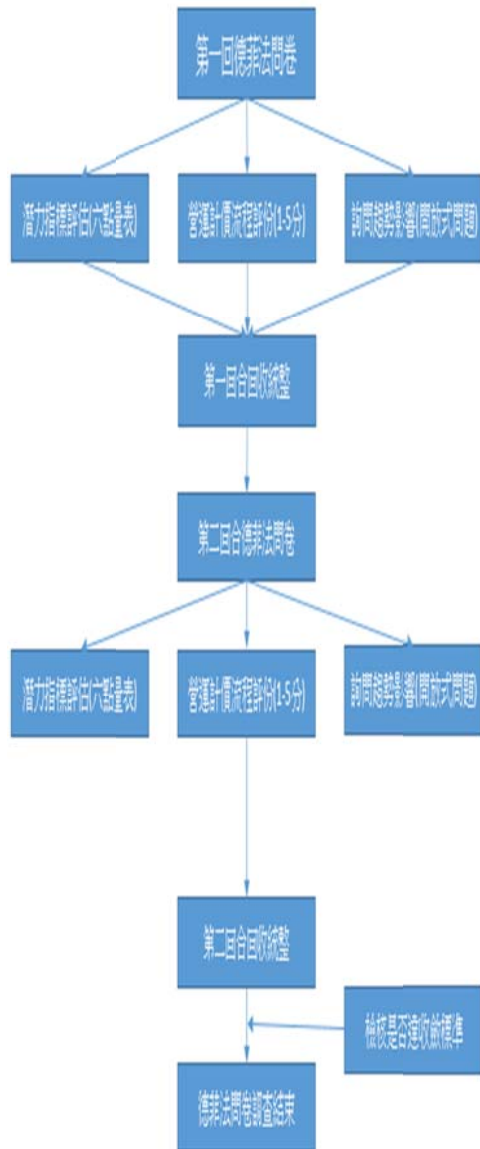 第一回德菲法問卷
潛力指標評估(六點量表)
營運計價流程評份(1-5分)
詢問趨勢影響(開放式問題)
第一回合回收統整
第二回合德菲法問卷
潛力指標評估(六點量表)
營運計價流程評份(1-5分)
詢問趨勢影響(開放式問題)
第二回合回收統整
檢核是否達收斂標準
德菲法問卷調查結束